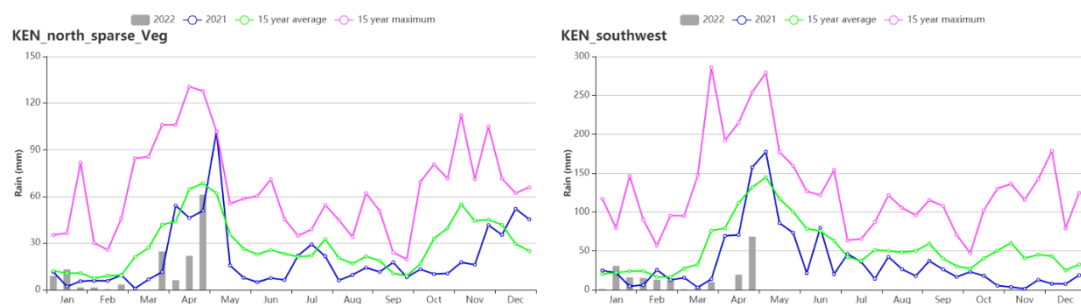 2022 2021 15 year average 15 year maximum
KEN_north_sparse_Veg
Rain (mm)
150
120
90
60
30
0
Jan Feb Mar Apr May Jun Jul Aug Sep Oct Nov Dec
2022 2021 15 year average 15 year maximum
KEN_southwest
Rain (mm)
300
250
200
150
100
50
0
Jan Feb Mar Apr May Jun Jul Aug Sep Oct Nov Dec